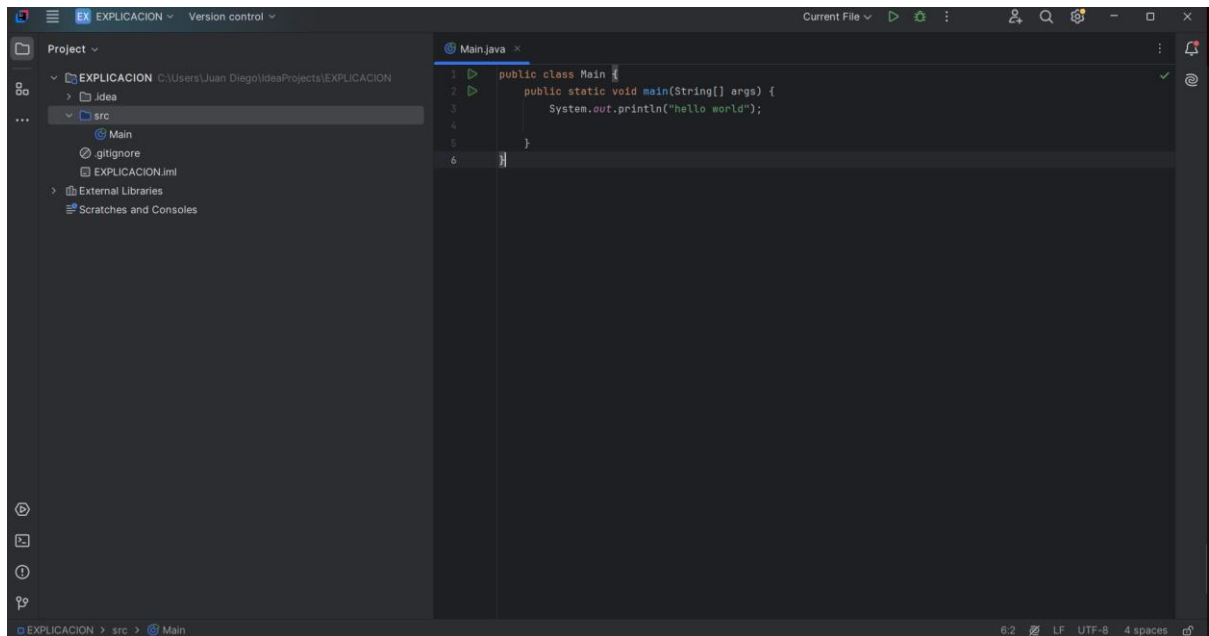 EX EXPLICACION Version control Current File
Project
Main.java
EXPLICACION C:\Users\Juan Diego\IdeaProjects\EXPLICACION
.idea
src
Main
.gitignore
EXPLICACION.iml
External Libraries
Scratches and Consoles
1 public class Main {
2 public static void main(String[] args) {
3 System.out.println("hello world");
4
5 }
6 }
EXPLICACION > src > Main 6:2 LF UTF-8 4 spaces